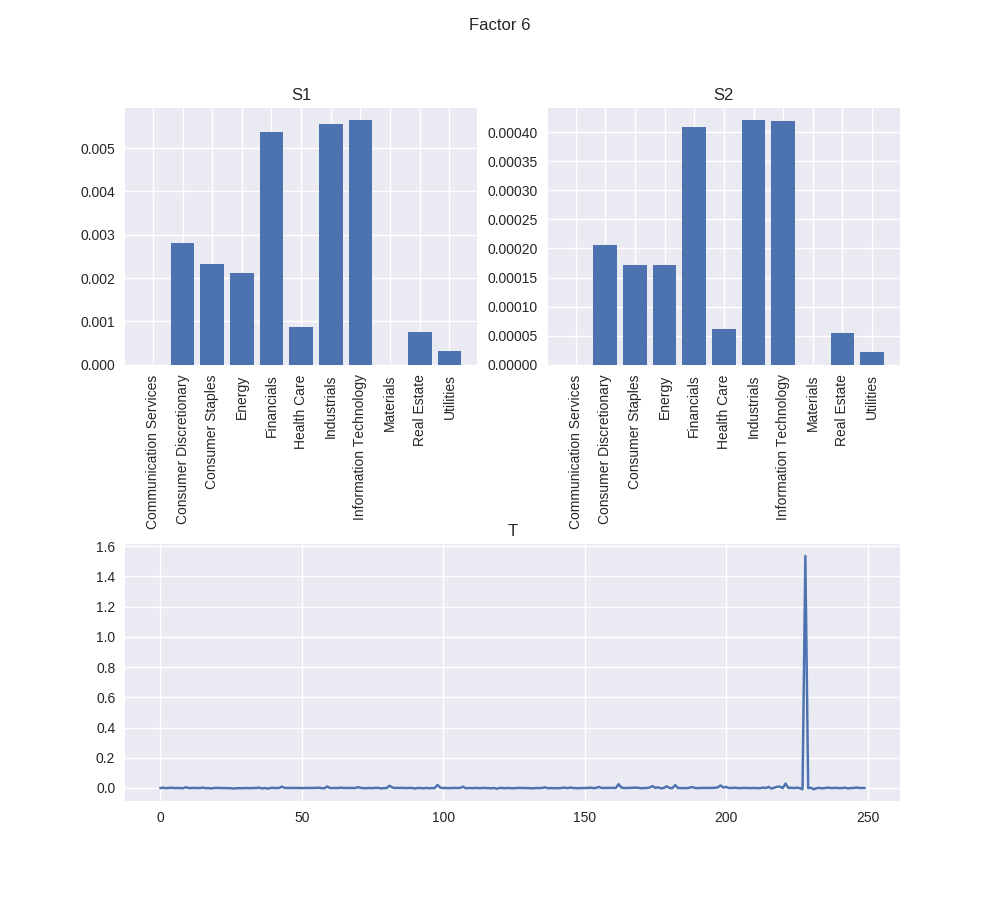 Factor 6
S1
0.005
0.004
0.003
0.002
0.001
0.000
Communication Services
Consumer Discretionary
Consumer Staples
Energy
Financials
Health Care
Industrials
Information Technology
Materials
Real Estate
Utilities
S2
0.00040
0.00035
0.00030
0.00025
0.00020
0.00015
0.00010
0.00005
0.00000
Communication Services
Consumer Discretionary
Consumer Staples
Energy
Financials
Health Care
Industrials
Information Technology
Materials
Real Estate
Utilities
T
1.6
1.4
1.2
1.0
0.8
0.6
0.4
0.2
0.0
0 50 100 150 200 250